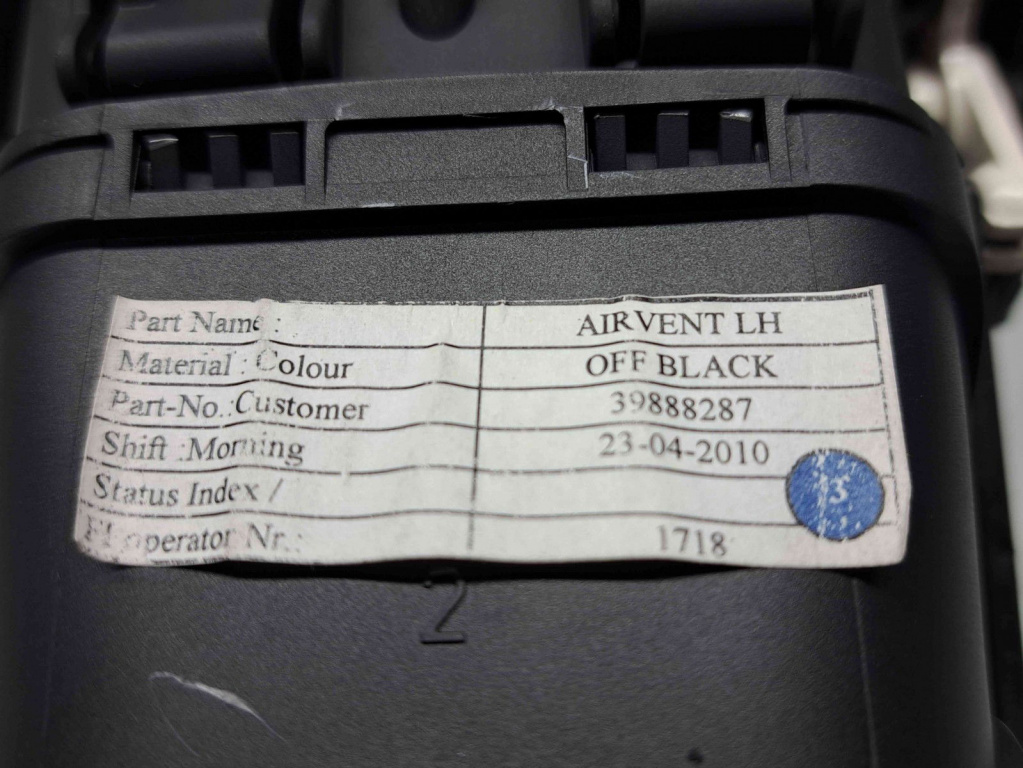 Part Name : AIRVENT LH
Material : Colour OFF BLACK
Part-No.:Customer 39888287
Shift :Morning 23-04-2010
Status Index /
operator Nr.: 1718
2